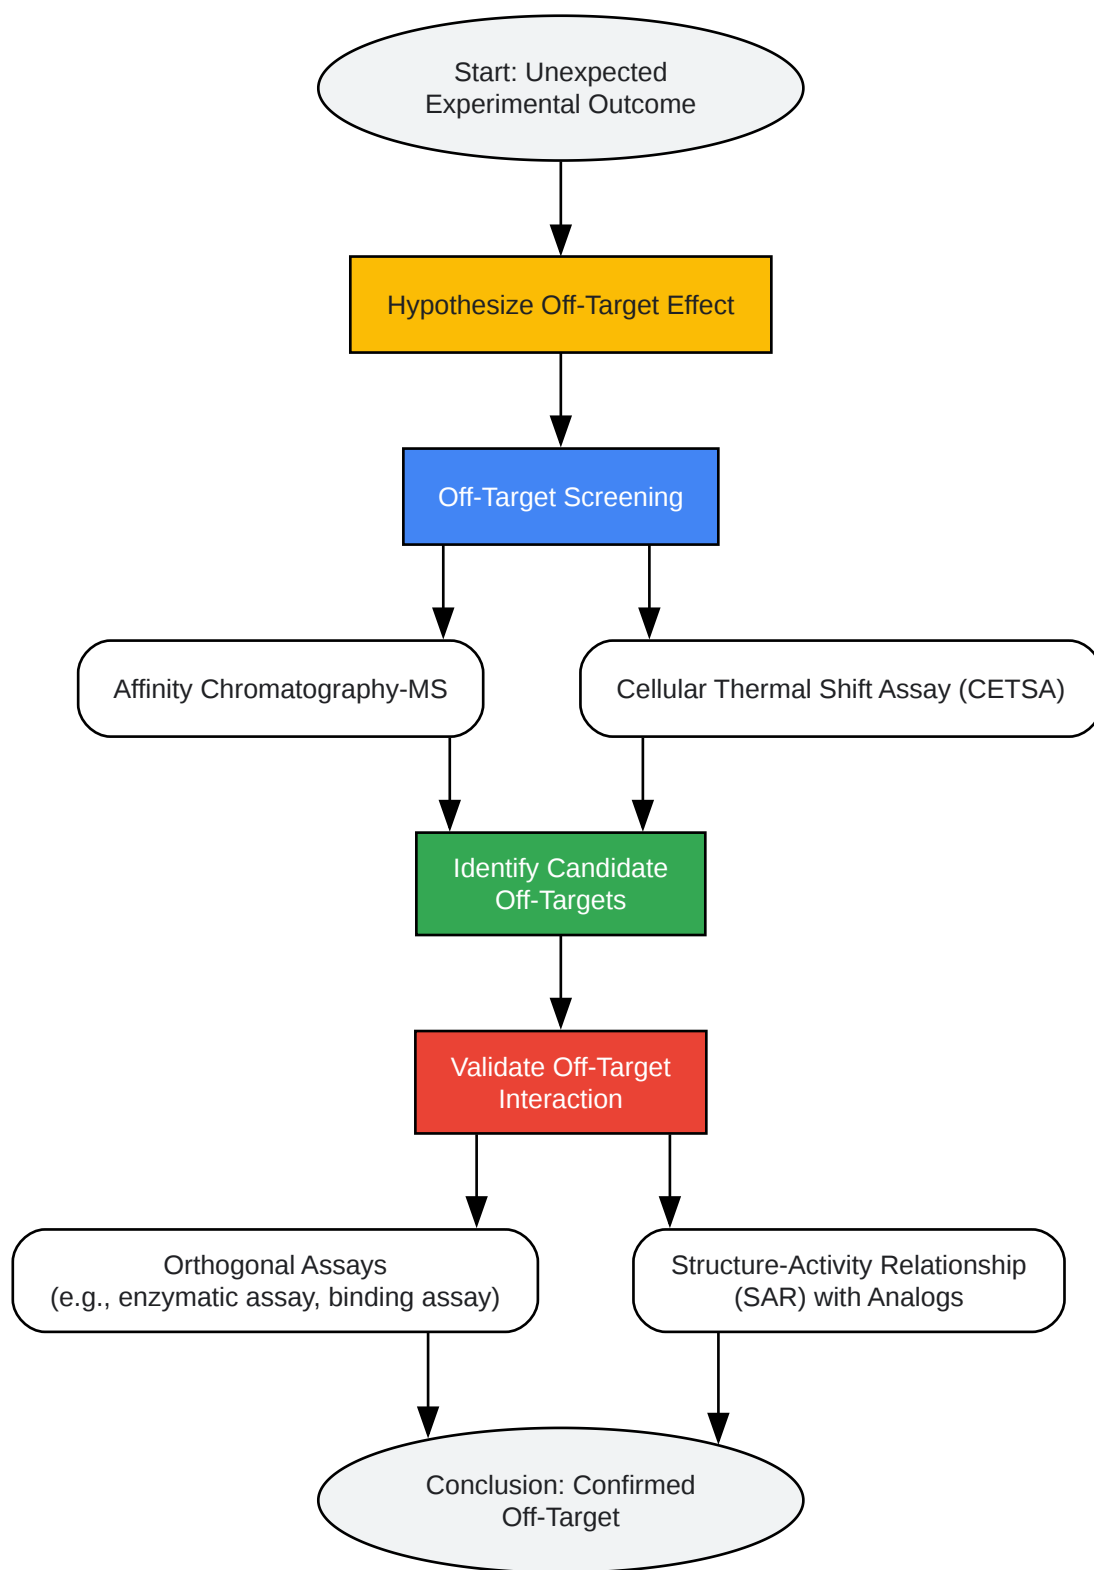 Start: Unexpected
Experimental Outcome
Hypothesize Off-Target Effect
Off-Target Screening
Affinity Chromatography-MS
Cellular Thermal Shift Assay (CETSA)
Identify Candidate
Off-Targets
Validate Off-Target
Interaction
Orthogonal Assays
(e.g., enzymatic assay, binding assay)
Structure-Activity Relationship
(SAR) with Analogs
Conclusion: Confirmed
Off-Target